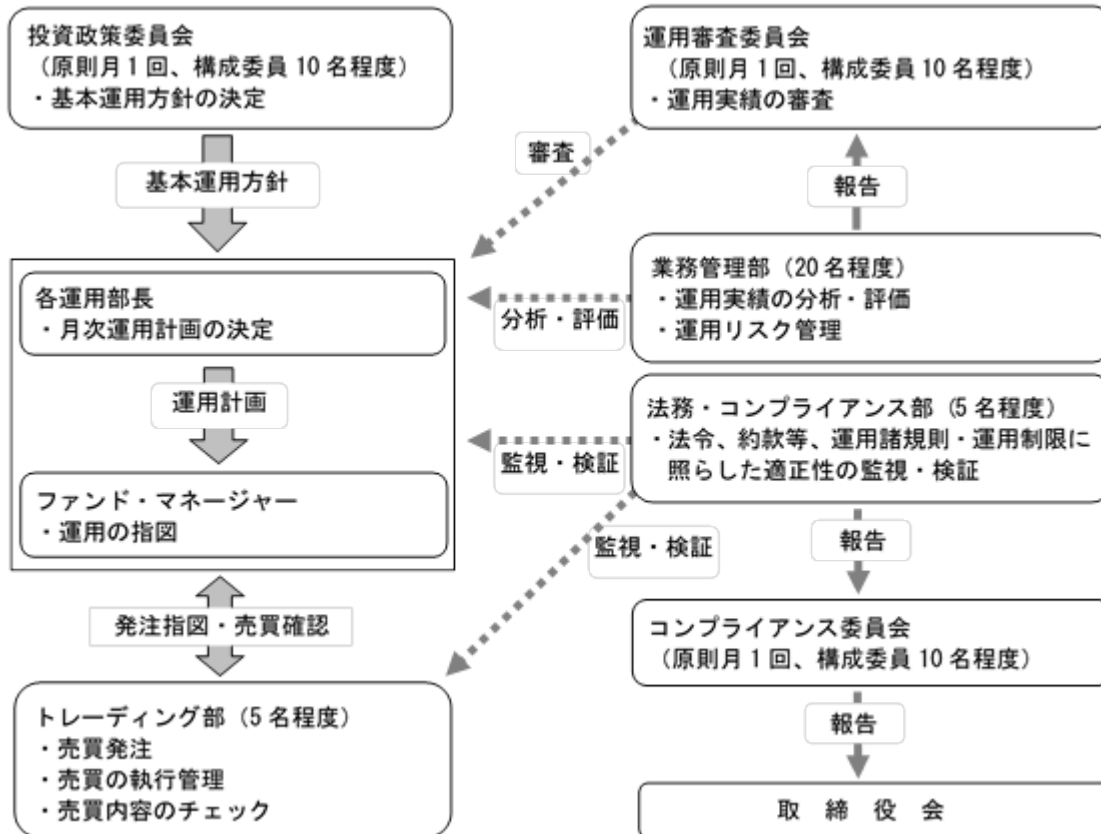 投資政策委員会
（原則月１回、構成委員 10 名程度）
・基本運用方針の決定
基本運用方針
各運用部長
・月次運用計画の決定
運用計画
ファンド・マネージャー
・運用の指図
発注指図・売買確認
トレーディング部（5 名程度）
・売買発注
・売買の執行管理
・売買内容のチェック
運用審査委員会
（原則月１回、構成委員 10 名程度）
・運用実績の審査
審査
報告
業務管理部（20 名程度）
・運用実績の分析・評価
・運用リスク管理
分析・評価
法務・コンプライアンス部（5 名程度）
・法令、約款等、運用諸規則・運用制限に
照らした適正性の監視・検証
監視・検証
監視・検証
報告
コンプライアンス委員会
（原則月１回、構成委員 10 名程度）
報告
取　締　役　会